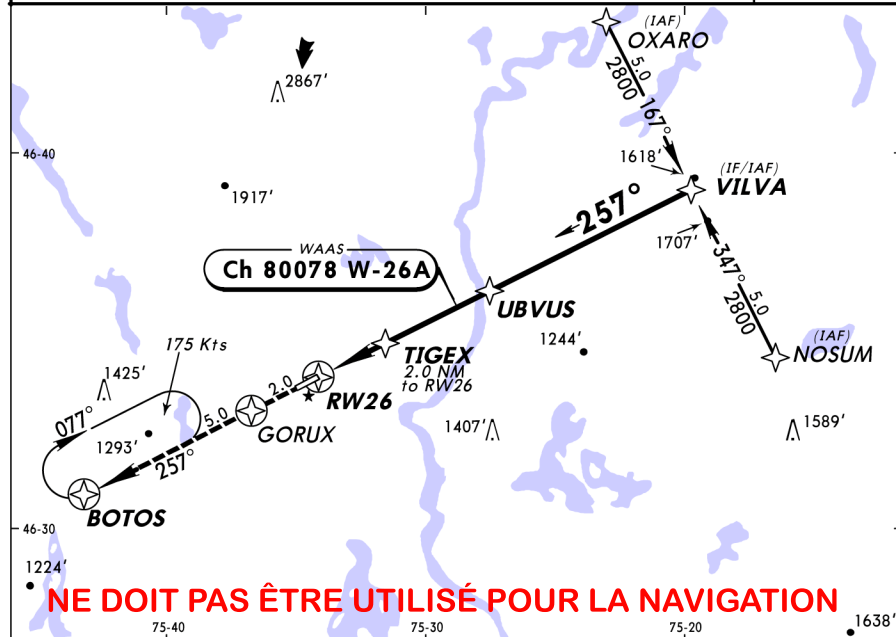 (IAF)
OXARO
5.0
2800
167°
2867'
46-40
1618'
(IF/IAF)
VILVA
1917'
257°
1707'
347°
5.0
2800
WAAS
Ch 80078 W-26A
UBVUS
(IAF)
NOSUM
1244'
175 Kts
TIGEX
2.0 NM
to RW26
1425'
2.0
RW26
077°
5.0
GORUX
1407'
1589'
1293'
257°
BOTOS
46-30
1224'
NE DOIT PAS ÊTRE UTILISÉ POUR LA NAVIGATION
1638'
75-40
75-30
75-20